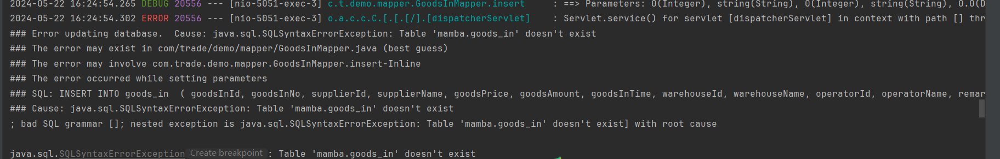 2024-05-22 16:24:54.265 DEBUG 20556 --- [nio-5051-exec-3] c.t.demo.mapper.GoodsInMapper.insert : ==> Parameters: 0(Integer), string(String), 0(Integer), string(String), 0.0(D
2024-05-22 16:24:54.302 ERROR 20556 --- [nio-5051-exec-3] o.a.c.c.C.[.[.[/].[dispatcherServlet] : Servlet.service() for servlet [dispatcherServlet] in context with path [] thr
### Error updating database.  Cause: java.sql.SQLSyntaxErrorException: Table 'mamba.goods_in' doesn't exist
### The error may exist in com/trade/demo/mapper/GoodsInMapper.java (best guess)
### The error may involve com.trade.demo.mapper.GoodsInMapper.insert-Inline
### The error occurred while setting parameters
### SQL: INSERT INTO goods_in  ( goodsInId, goodsInNo, supplierId, supplierName, goodsPrice, goodsAmount, goodsInTime, warehouseId, warehouseName, operatorId, operatorName, remar
### Cause: java.sql.SQLSyntaxErrorException: Table 'mamba.goods_in' doesn't exist
; bad SQL grammar []; nested exception is java.sql.SQLSyntaxErrorException: Table 'mamba.goods_in' doesn't exist] with root cause
java.sql.SQLSyntaxErrorException Create breakpoint : Table 'mamba.goods_in' doesn't exist